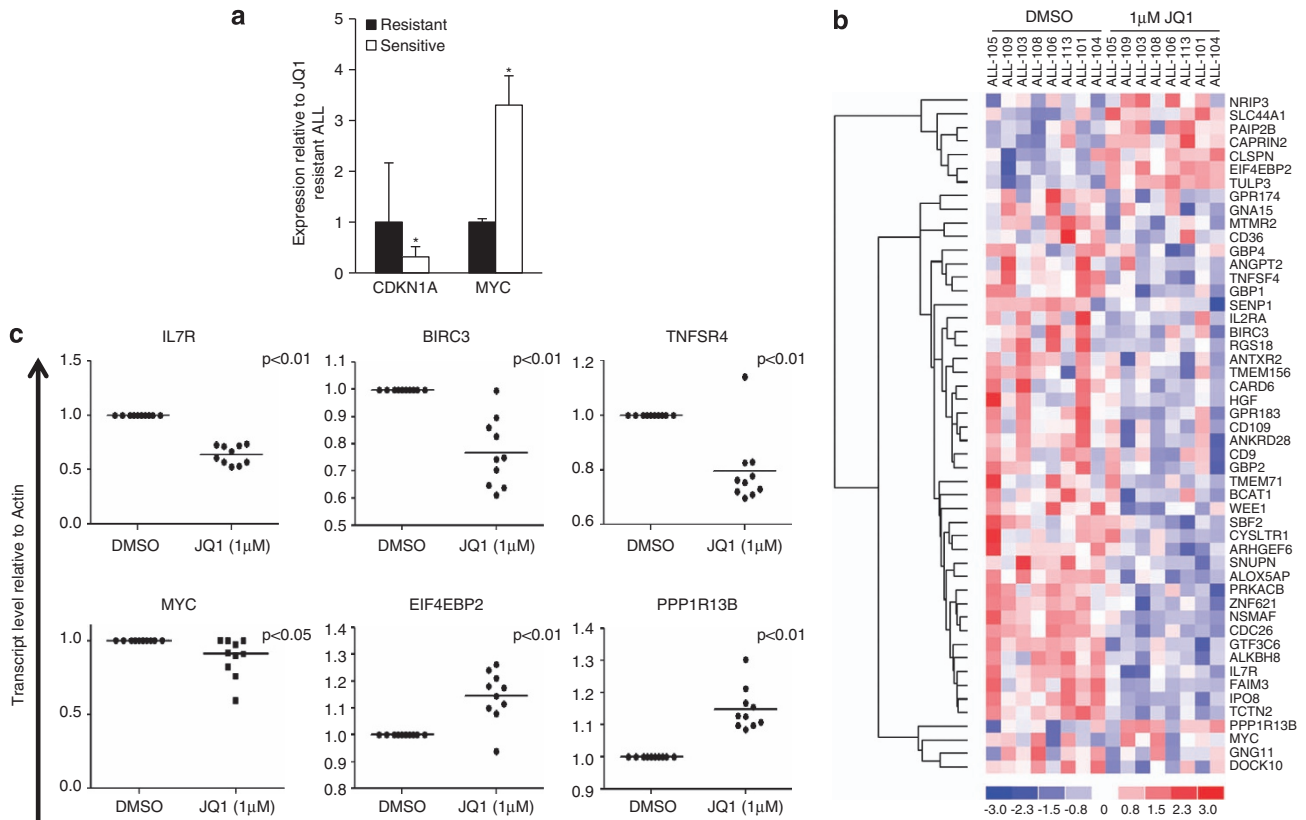 a
Resistant
Sensitive
Expression relative to JQ1
resistant ALL
5
4
3
2
1
0
*
*
CDKN1A
MYC
b
DMSO
1µM JQ1
ALL-105
ALL-109
ALL-103
ALL-108
ALL-106
ALL-113
ALL-101
ALL-104
ALL-105
ALL-109
ALL-103
ALL-108
ALL-106
ALL-113
ALL-101
ALL-104
NRIP3
SLC44A1
PAIP2B
CAPRIN2
CLSPN
EIF4EBP2
TULP3
GPR174
GNA15
MTMR2
CD36
GBP4
ANGPT2
TNFSF4
GBP1
SENP1
IL2RA
BIRC3
RGS18
ANTXR2
TMEM156
CARD6
HGF
GPR183
CD109
ANKRD28
CD9
GBP2
TMEM71
BCAT1
WEE1
SBF2
CYSLTR1
ARHGEF6
SNUPN
ALOX5AP
PRKACB
ZNF621
NSMAF
CDC26
GTF3C6
ALKBH8
IL7R
FAIM3
IPO8
TCTN2
PPP1R13B
MYC
GNG11
DOCK10
-3.0 -2.3 -1.5 -0.8 0 0.8 1.5 2.3 3.0
c
Transcript level relative to Actin
IL7R
p<0.01
1.5
1.0
0.5
0.0
DMSO
JQ1 (1µM)
BIRC3
p<0.01
1.1
1.0
0.9
0.8
0.7
0.6
0.5
DMSO
JQ1 (1µM)
TNFSR4
p<0.01
1.2
1.0
0.8
0.6
DMSO
JQ1 (1µM)
MYC
p<0.05
1.0
0.5
0.0
DMSO
JQ1 (1µM)
EIF4EBP2
p<0.01
1.4
1.3
1.2
1.1
1.0
0.9
0.8
DMSO
JQ1 (1µM)
PPP1R13B
p<0.01
1.4
1.3
1.2
1.1
1.0
0.9
DMSO
JQ1 (1µM)